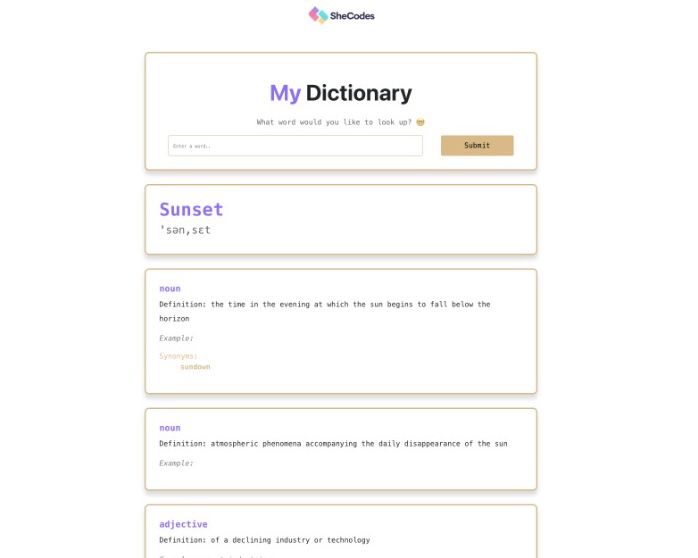 SheCodes
My Dictionary
What word would you like to look up? 🤓
Enter a word..
Submit
Sunset
'sən,sɛt
noun
Definition: the time in the evening at which the sun begins to fall below the
horizon
Example:
Synonyms:
sundown
noun
Definition: atmospheric phenomena accompanying the daily disappearance of the sun
Example:
adjective
Definition: of a declining industry or technology